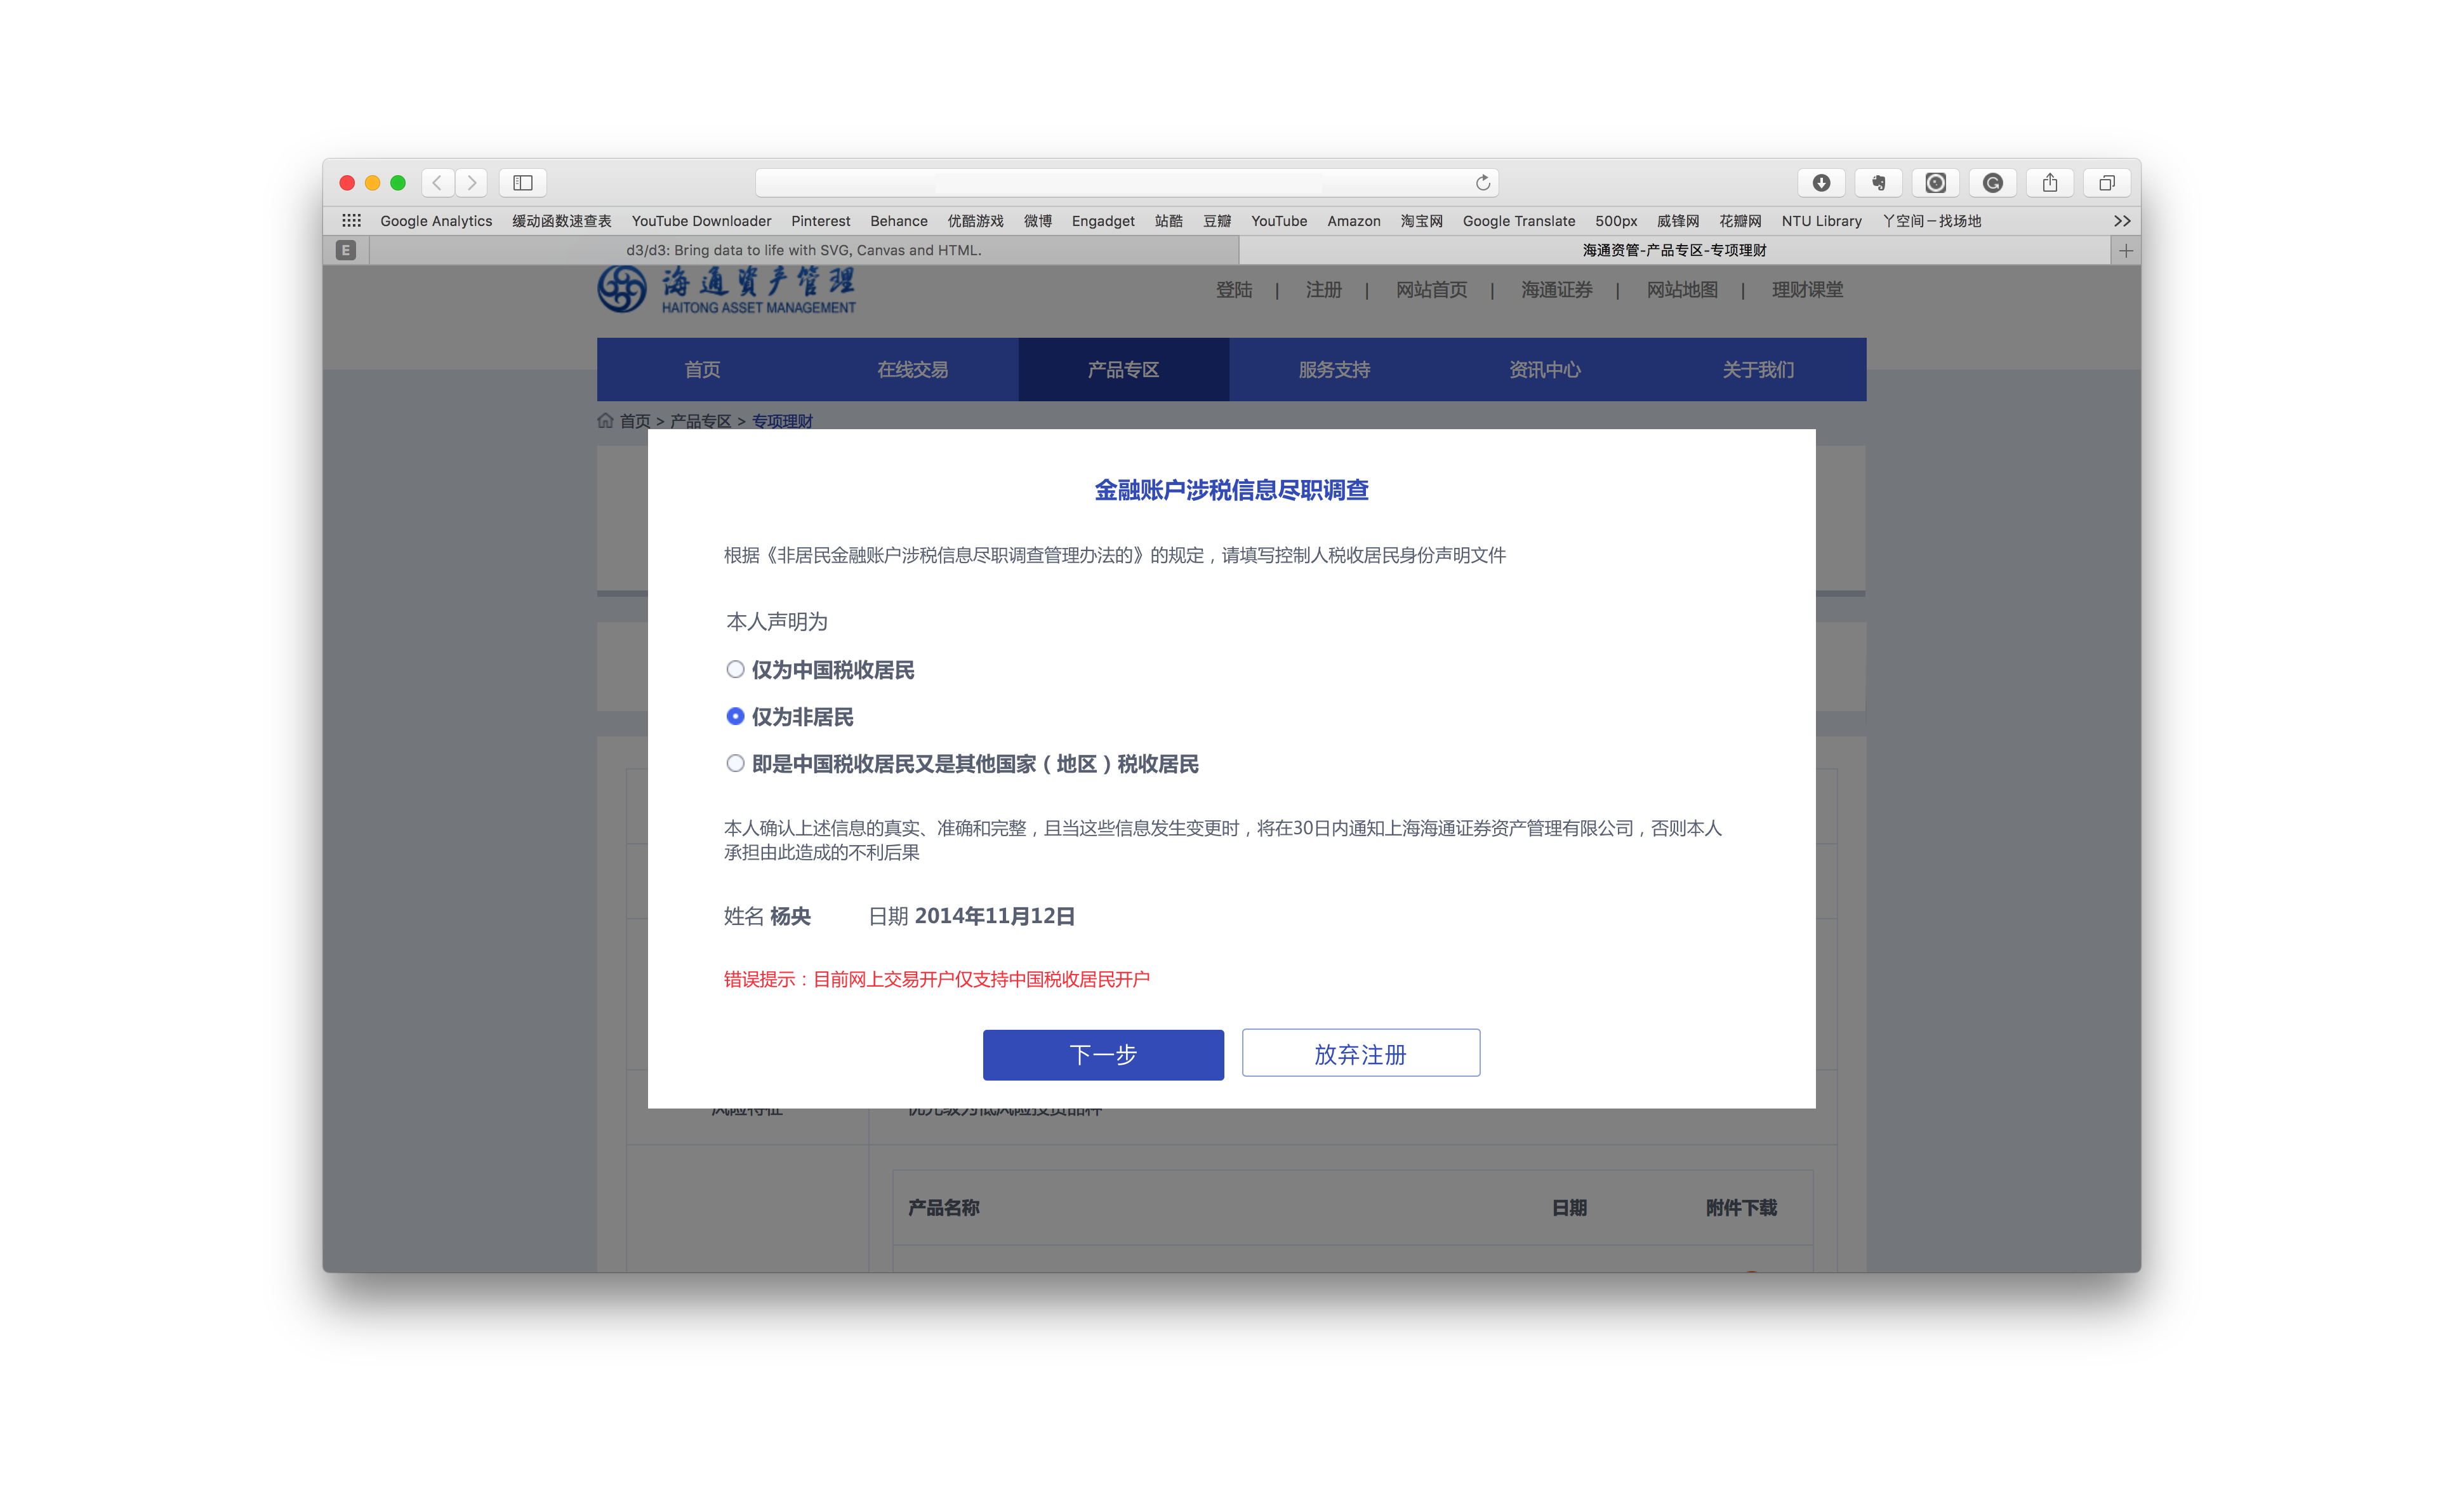 Google Analytics 缓动函数速查表 YouTube Downloader Pinterest Behance 优酷游戏 微博 Engadget 站酷 豆瓣 YouTube Amazon 淘宝网 Google Translate 500px 威锋网 花瓣网 NTU Library 丫空间－找场地
E d3/d3: Bring data to life with SVG, Canvas and HTML. 海通资管-产品专区-专项理财
海通資产管理
HAITONG ASSET MANAGEMENT
登陆 | 注册 | 网站首页 | 海通证券 | 网站地图 | 理财课堂
首页 在线交易 产品专区 服务支持 资讯中心 关于我们
首页 > 产品专区 > 专项理财
金融账户涉税信息尽职调查
根据《非居民金融账户涉税信息尽职调查管理办法的》的规定，请填写控制人税收居民身份声明文件
本人声明为
仅为中国税收居民
仅为非居民
即是中国税收居民又是其他国家（地区）税收居民
本人确认上述信息的真实、准确和完整，且当这些信息发生变更时，将在30日内通知上海海通证券资产管理有限公司，否则本人
承担由此造成的不利后果
姓名 杨央 日期 2014年11月12日
错误提示：目前网上交易开户仅支持中国税收居民开户
下一步 放弃注册
风险特征 优先级为低风险投资品种
产品名称 日期 附件下载